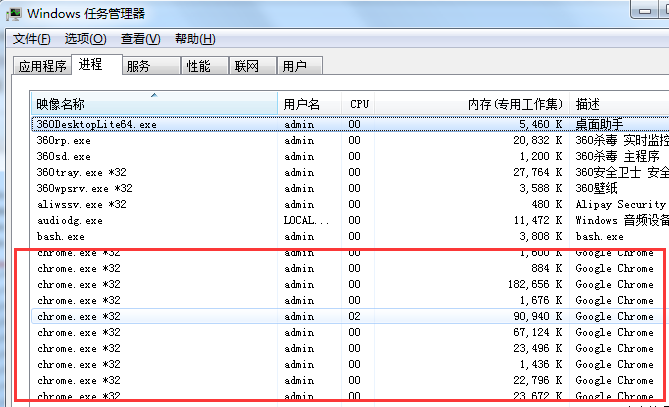 Windows 任务管理器
文件(F) 选项(O) 查看(V) 帮助(H)
应用程序 进程 服务 性能 联网 用户
映像名称 用户名 CPU 内存(专用工作集) 描述
360DesktopLite64.exe admin 00 5,460 K 桌面助手
360rp.exe admin 00 20,832 K 360杀毒 实时监控
360sd.exe admin 00 1,200 K 360杀毒 主程序
360tray.exe *32 admin 00 27,764 K 360安全卫士 安全
360wpsrv.exe *32 admin 00 3,588 K 360壁纸
aliwssv.exe *32 admin 00 480 K Alipay Security
audiodg.exe LOCAL... 00 11,472 K Windows 音频设备
bash.exe admin 00 3,808 K bash.exe
chrome.exe *32 admin 00 1,600 K Google Chrome
chrome.exe *32 admin 00 884 K Google Chrome
chrome.exe *32 admin 00 182,656 K Google Chrome
chrome.exe *32 admin 00 1,676 K Google Chrome
chrome.exe *32 admin 02 90,940 K Google Chrome
chrome.exe *32 admin 00 67,124 K Google Chrome
chrome.exe *32 admin 00 23,496 K Google Chrome
chrome.exe *32 admin 00 1,436 K Google Chrome
chrome.exe *32 admin 00 22,796 K Google Chrome
chrome.exe *32 admin 00 23,672 K Google Chrome